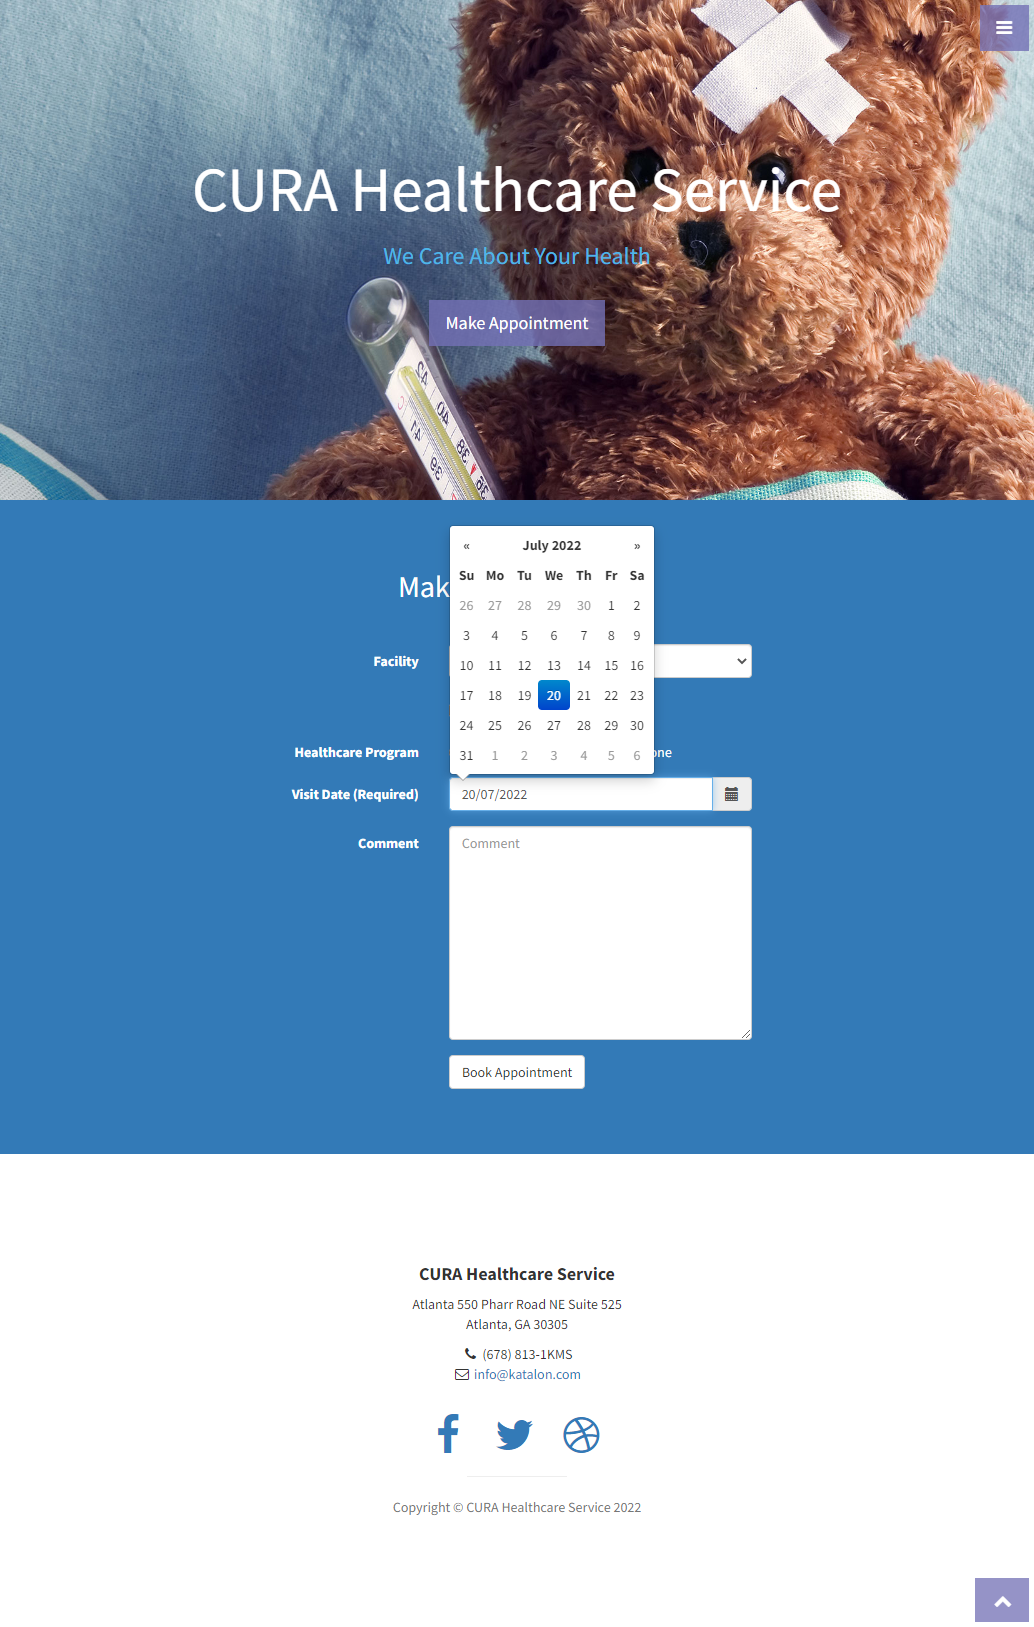 CURA Healthcare Service
We Care About Your Health
Make Appointment
« July 2022 »
Su Mo Tu We Th Fr Sa
26 27 28 29 30 1 2
3 4 5 6 7 8 9
10 11 12 13 14 15 16
17 18 19 20 21 22 23
24 25 26 27 28 29 30
31 1 2 3 4 5 6
Mak
Facility
Healthcare Program
one
Visit Date (Required)
20/07/2022
Comment
Comment
Book Appointment
CURA Healthcare Service
Atlanta 550 Pharr Road NE Suite 525
Atlanta, GA 30305
(678) 813-1KMS
info@katalon.com
Copyright © CURA Healthcare Service 2022